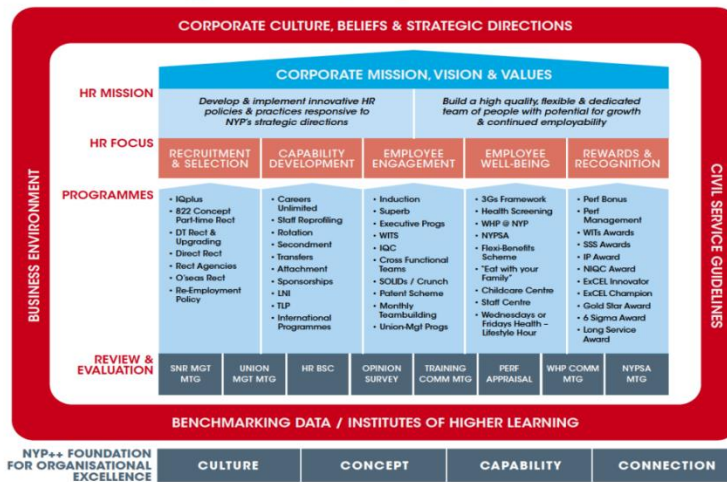 CORPORATE CULTURE, BELIEFS & STRATEGIC DIRECTIONS
BUSINESS ENVIRONMENT
CIVIL SERVICE GUIDELINES
CORPORATE MISSION, VISION & VALUES
HR MISSION
Develop & implement innovative HR
policies & practices responsive to
NYP's strategic directions
Build a high quality, flexible & dedicated
team of people with potential for growth
& continued employability
HR FOCUS
RECRUITMENT
& SELECTION
CAPABILITY
DEVELOPMENT
EMPLOYEE
ENGAGEMENT
EMPLOYEE
WELL-BEING
REWARDS &
RECOGNITION
PROGRAMMES
• IQplus
• B22 Concept
Part-time Rect
• DT Rect &
Upgrading
• Direct Rect
• Rect Agencies
• O'seas Rect
• Re-Employment
Policy
• Careers
Unlimited
• Staff Reprofiling
• Rotation
• Secondment
• Transfers
• Attachment
• Sponsorships
• LNI
• TLP
• International
Programmes
• Induction
• Superb
• Executive Progs
• WITS
• IQC
• Cross Functional
Teams
• SOLIDs / Crunch
• Patent Scheme
• Monthly
Teambuilding
• Union-Mgt Progs
• 3Gs Framework
• Health Screening
• WHP @ NYP
• NYPSA
• Flexi-Benefits
Scheme
• "Eat with your
Family"
• Childcare Centre
• Staff Centre
• Wednesdays or
Fridays Health –
Lifestyle Hour
• Perf Bonus
• Perf
Management
• WITs Awards
• SSS Awards
• IP Award
• NIQC Award
• ExCEL Innovator
• ExCEL Champion
• Gold Star Award
• 6 Sigma Award
• Long Service
Award
REVIEW &
EVALUATION
SNR MGT
MTG
UNION
MGT MTG
HR BSC
OPINION
SURVEY
TRAINING
COMM MTG
PERF
APPRAISAL
WHP COMM
MTG
NYPSA
MTG
BENCHMARKING DATA / INSTITUTES OF HIGHER LEARNING
NYP++ FOUNDATION
FOR ORGANISATIONAL
EXCELLENCE
CULTURE
CONCEPT
CAPABILITY
CONNECTION